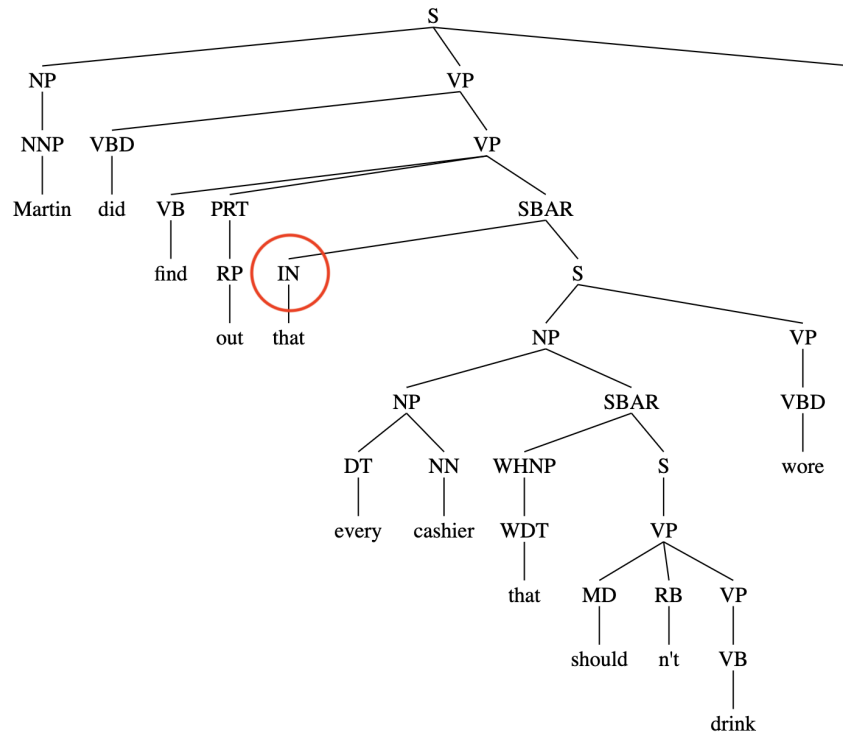 S
NP VP
NNP VBD VP
Martin did VB PRT SBAR
find RP IN S
out that NP VP
NP SBAR VBD
DT NN WHNP S wore
every cashier WDT VP
that MD RB VP
should n't VB
drink